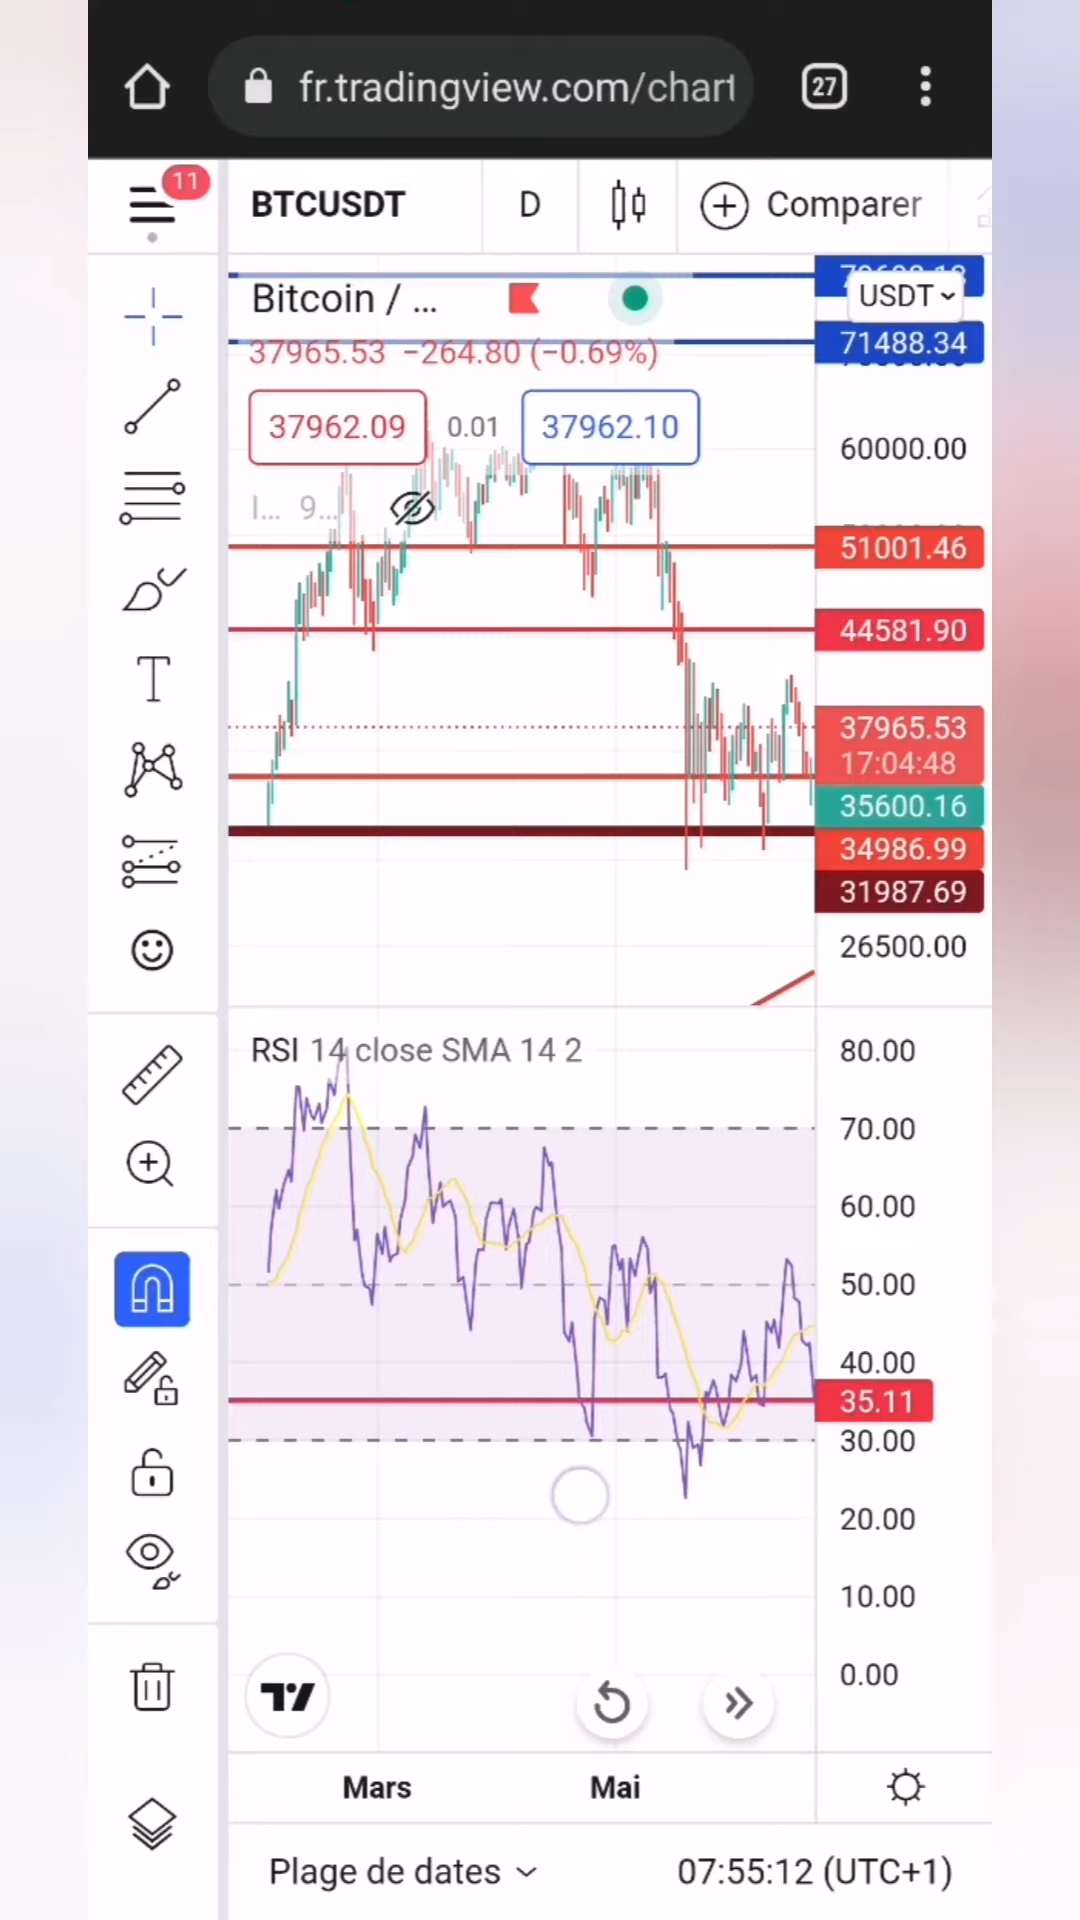 fr.tradingview.com/chart
27
11
BTCUSDT
D
Comparer
Bitcoin / ...
USDT
71488.34
37965.53 −264.80 (−0.69%)
37962.09
0.01
37962.10
60000.00
I... 9...
51001.46
44581.90
37965.53
17:04:48
35600.16
34986.99
31987.69
26500.00
RSI 14 close SMA 14 2
80.00
70.00
60.00
50.00
40.00
35.11
30.00
20.00
10.00
0.00
Mars
Mai
Plage de dates
07:55:12 (UTC+1)